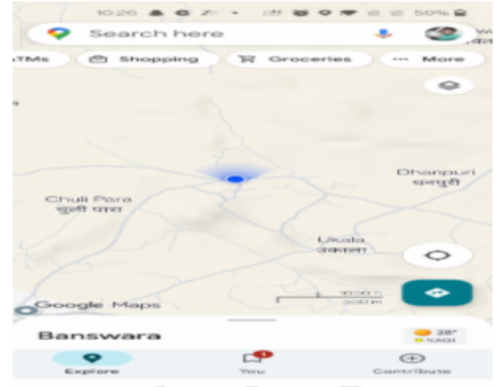 10:26 50%
Search here
ATMs Shopping Groceries More
Dhanpuri
धनपुरी
Chuli Para
चुली पारा
Ukala
उकाला
Google Maps
Banswara 28°
AQI
Explore You Contribute